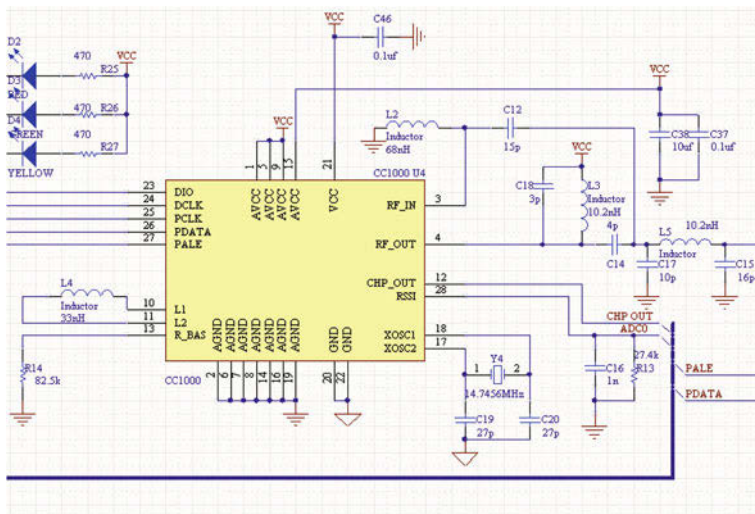 D2
470
R25
VCC
D3
RED
470
R26
D4
GREEN
470
R27
YELLOW
VCC
C46
0.1uf
VCC
L2
Inductor
68nH
C12
15p
VCC
C38
10uf
C37
0.1uf
VCC
1
5
9
15
21
CC1000 U4
AVCC
AVCC
AVCC
AVCC
VCC
23
DIO
24
DCLK
25
PCLK
26
PDATA
27
PALE
RF_IN
3
RF_OUT
4
CHP_OUT
12
RSSI
28
C18
3p
VCC
L3
Inductor
10.2nH
4p
C14
L5
10.2nH
Inductor
C17
10p
C15
16p
L4
Inductor
33nH
10
L1
11
L2
13
R_BAS
R14
82.5k
AGND
AGND
AGND
AGND
AGND
AGND
AGND
GND
GND
XOSC1
18
XOSC2
17
2
6
7
8
14
16
19
20
22
CC1000
1
Y4
2
14.7456MHz
C19
27p
C20
27p
CHP OUT
ADC0
C16
1n
27.4k
R13
PALE
PDATA